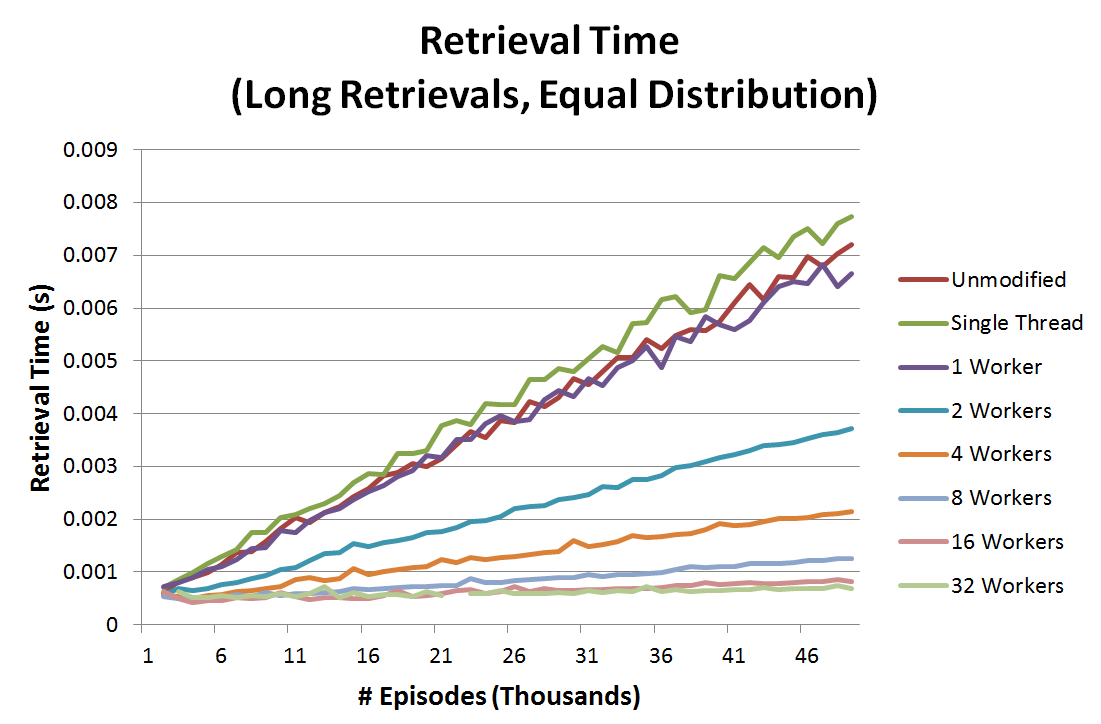 Retrieval Time
(Long Retrievals, Equal Distribution)
0.009
0.008
0.007
0.006
0.005
0.004
0.003
0.002
0.001
0
Retrieval Time (s)
1 6 11 16 21 26 31 36 41 46
# Episodes (Thousands)
Unmodified
Single Thread
1 Worker
2 Workers
4 Workers
8 Workers
16 Workers
32 Workers